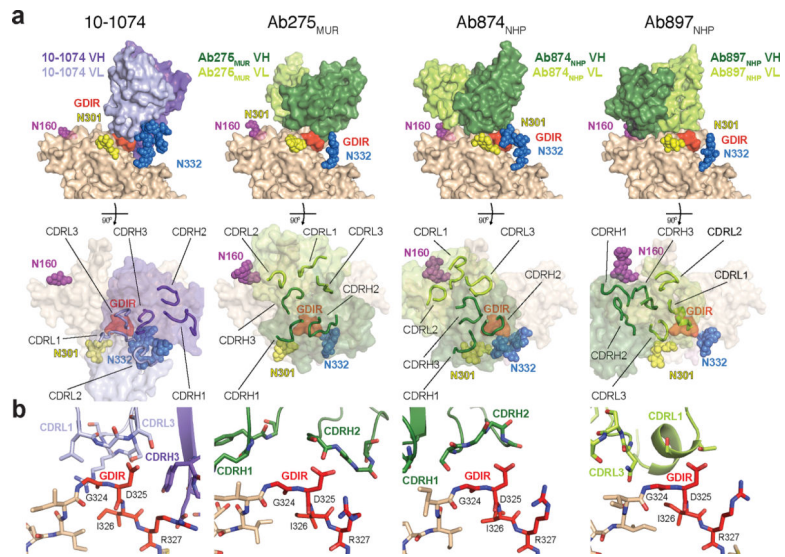 a
10-1074
Ab275MUR
Ab874NHP
Ab897NHP
10-1074 VH
10-1074 VL
GDIR
N301
N160
N332
Ab275MUR VH
Ab275MUR VL
N160
N301
GDIR
N332
Ab874NHP VH
Ab874NHP VL
N160
N301
GDIR
N332
Ab897NHP VH
Ab897NHP VL
N160
N301
GDIR
N332
90°
90°
90°
90°
CDRL3
CDRH3
CDRH2
N160
GDIR
CDRL1
N301
N332
CDRL2
CDRH1
CDRL2
CDRL1
CDRL3
N160
CDRH2
GDIR
CDRH3
N332
N301
CDRH1
CDRL1
CDRL3
N160
CDRH2
GDIR
CDRL2
CDRH3
N301
N332
CDRH1
CDRH1
CDRH3
CDRL2
N160
CDRL1
GDIR
CDRH2
N332
N301
CDRL3
b
CDRL1
CDRL3
CDRH3
GDIR
G324
D325
I326
R327
CDRH2
CDRH1
GDIR
G324
D325
I326
R327
CDRH2
CDRH1
GDIR
G324
D325
I326
R327
CDRL1
CDRL3
GDIR
G324
D325
I326
R327